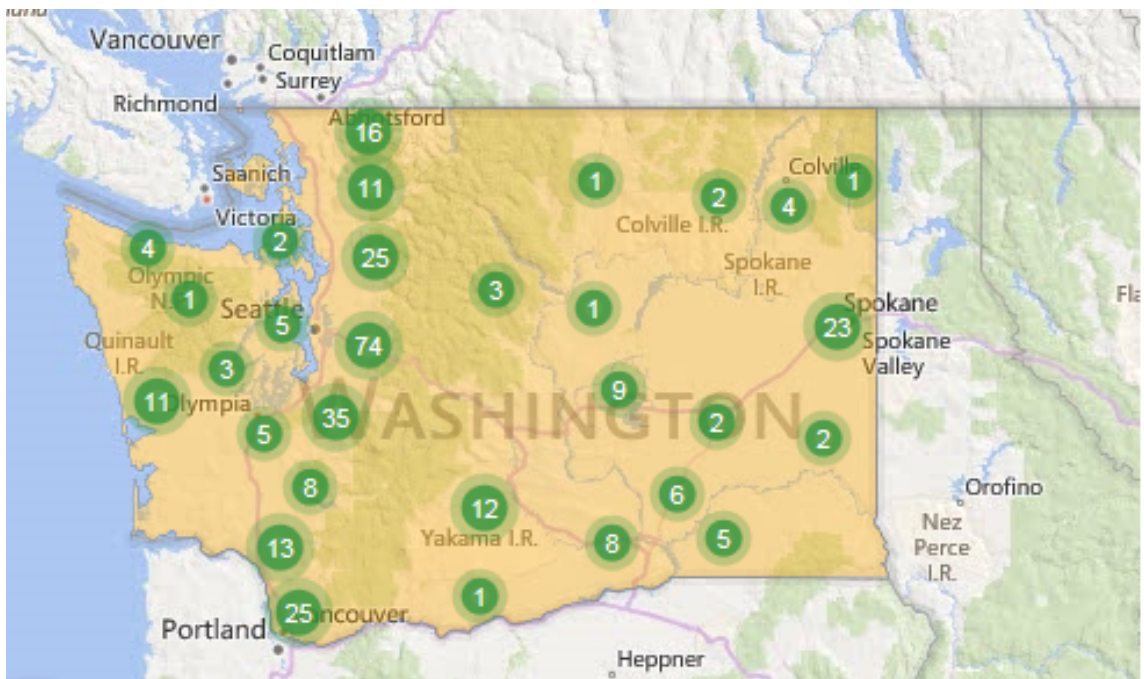 Vancouver
Coquitlam
Surrey
Richmond
Abbotsford
16
Saanich
11
1
2
Colville
1
4
Victoria
Colville I.R.
4
2
25
Olympic
N.
1
3
Spokane
I.R.
1
Seattle
5
Spokane
23
Quinault
I.R.
74
Spokane
Valley
3
9
11
Olympia
35
WASHINGTON
2
2
5
8
12
6
Orofino
Yakama I.R.
13
8
5
Nez
Perce
I.R.
1
25
ncouver
Portland
Heppner